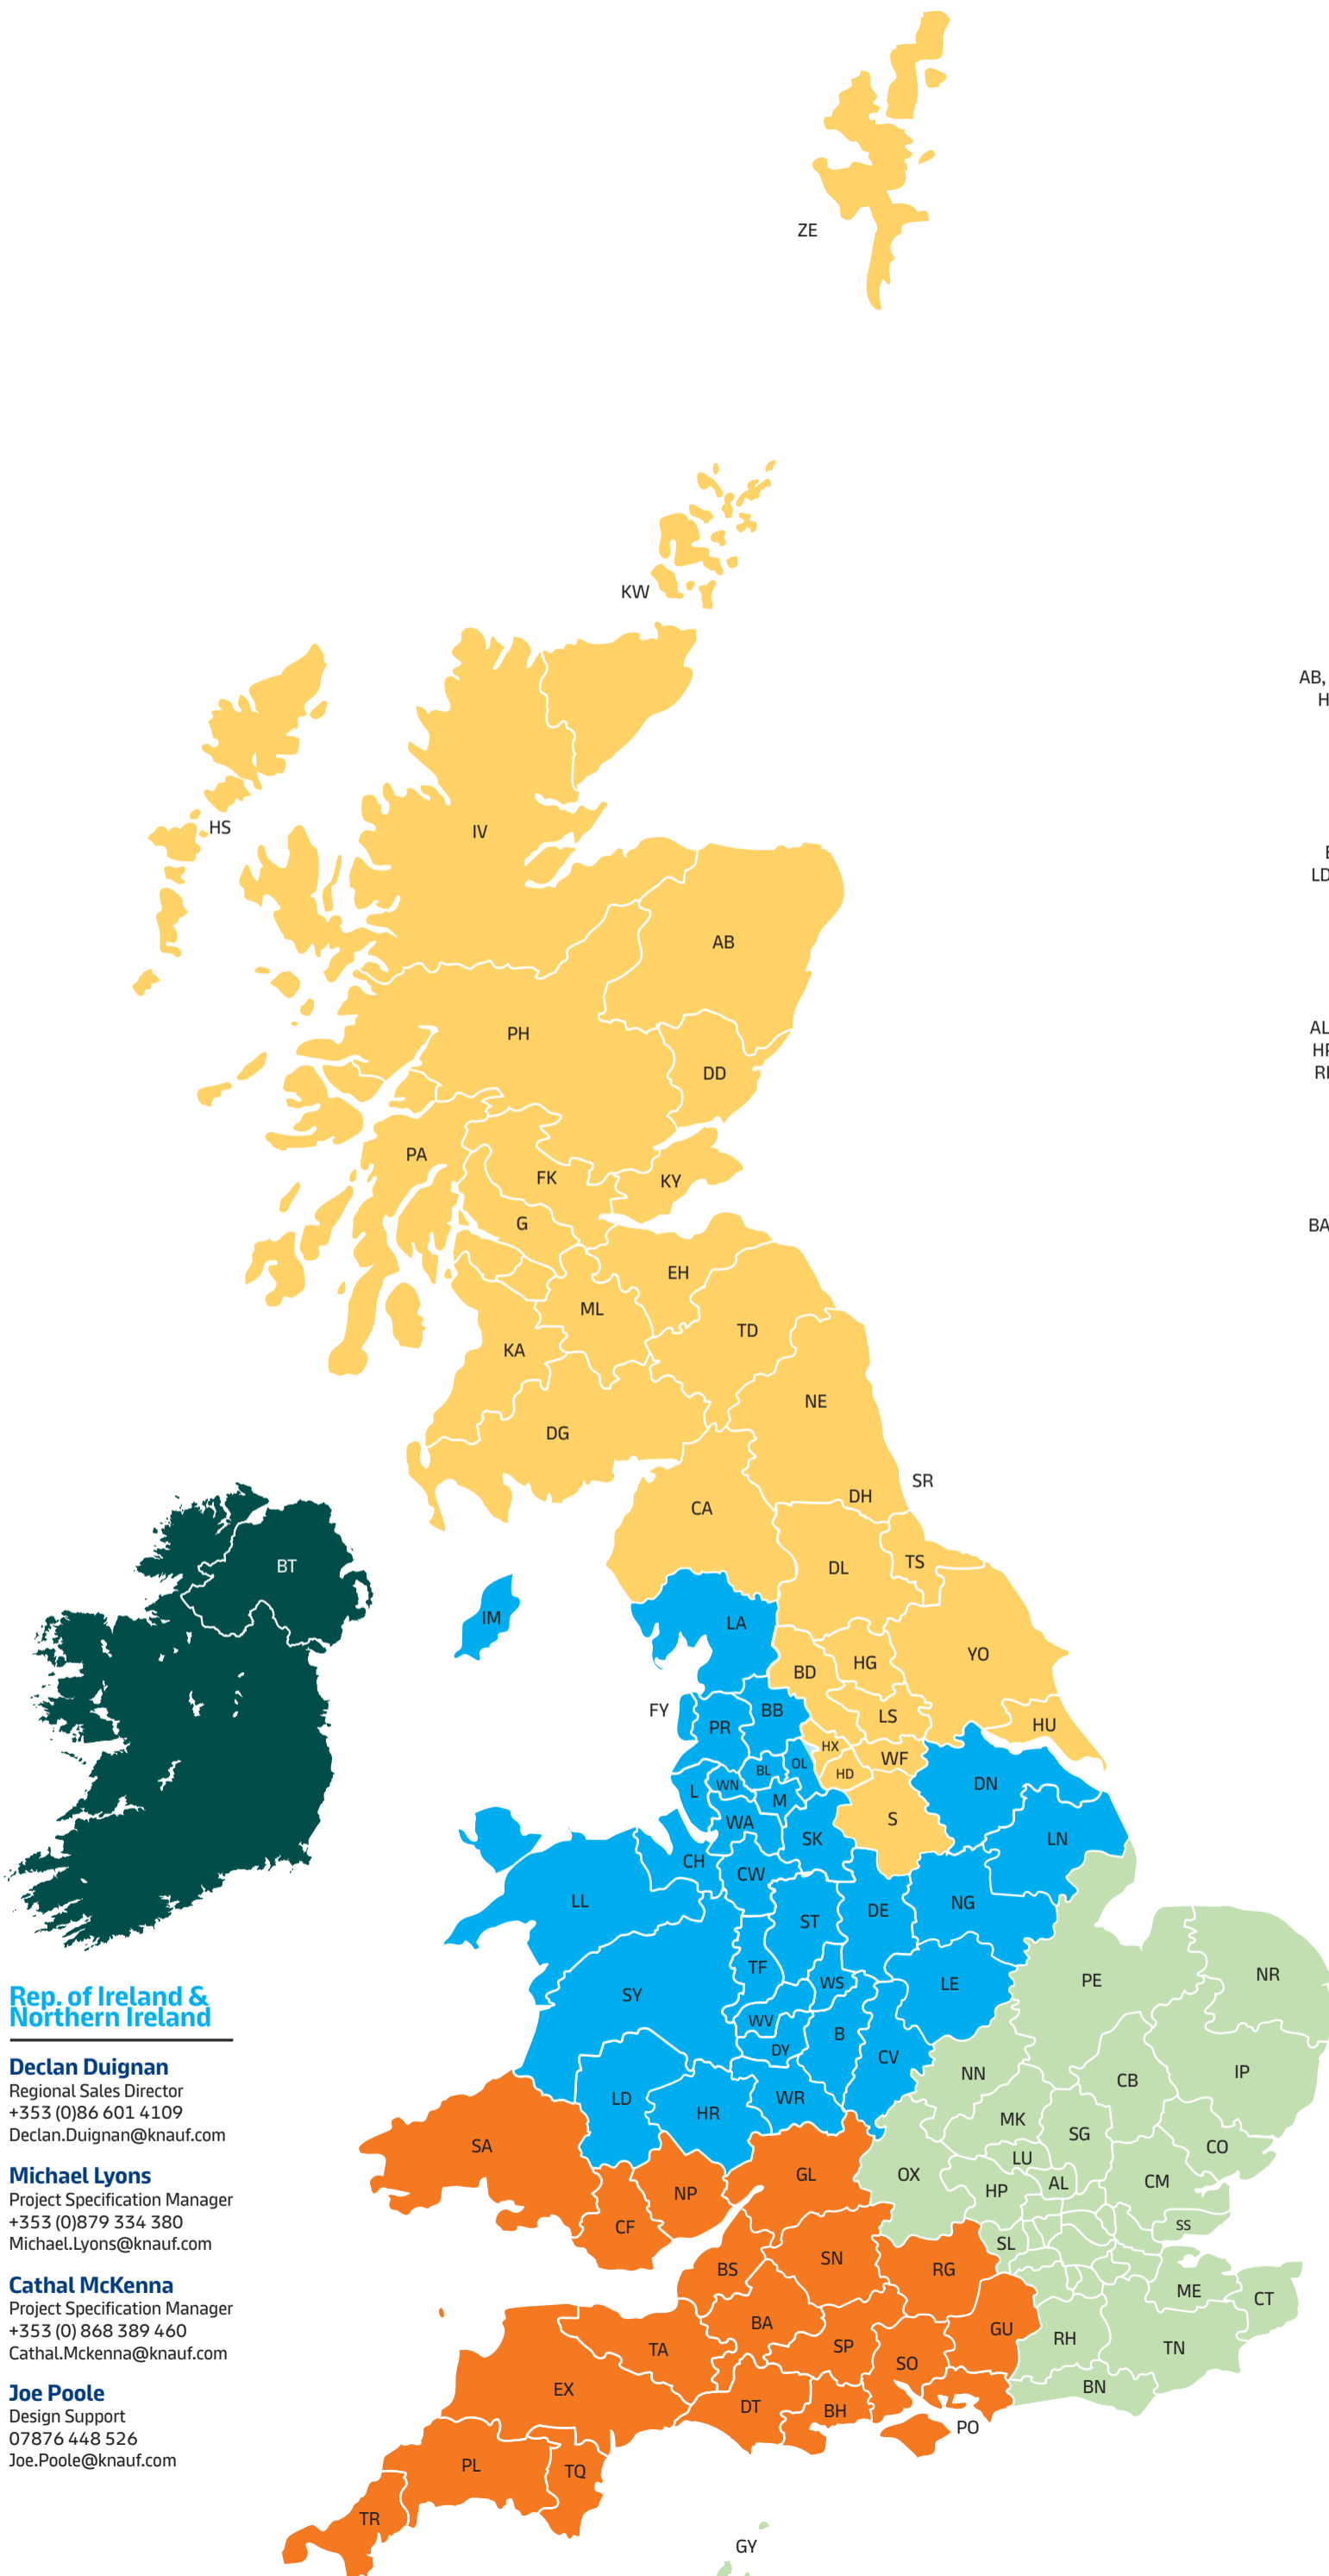 ZE
KW
AB,
H
HS
IV
E
LD
AB
AL
HP
RI
PH
DD
PA
FK
KY
G
BA
EH
ML
TD
KA
NE
DG
SR
DH
CA
BT
TS
DL
IM
LA
YO
HG
BD
FY
BB
LS
HU
PR
HX
WF
OL
BL
HD
DN
WN
L
M
S
WA
SK
LN
CH
CW
LL
NG
DE
ST
TF
NR
PE
WS
LE
SY
WV
B
DY
CV
IP
NN
CB
LD
WR
HR
MK
SG
CO
SA
LU
GL
OX
AL
CM
HP
NP
SS
CF
SL
SN
BS
RG
ME
CT
BA
GU
RH
TN
SP
TA
SO
BN
EX
DT
BH
PO
PL
TQ
TR
GY
Rep. of Ireland &
Northern Ireland
Declan Duignan
Regional Sales Director
+353 (0)86 601 4109
Declan.Duignan@knauf.com
Michael Lyons
Project Specification Manager
+353 (0)879 334 380
Michael.Lyons@knauf.com
Cathal McKenna
Project Specification Manager
+353 (0) 868 389 460
Cathal.Mckenna@knauf.com
Joe Poole
Design Support
07876 448 526
Joe.Poole@knauf.com